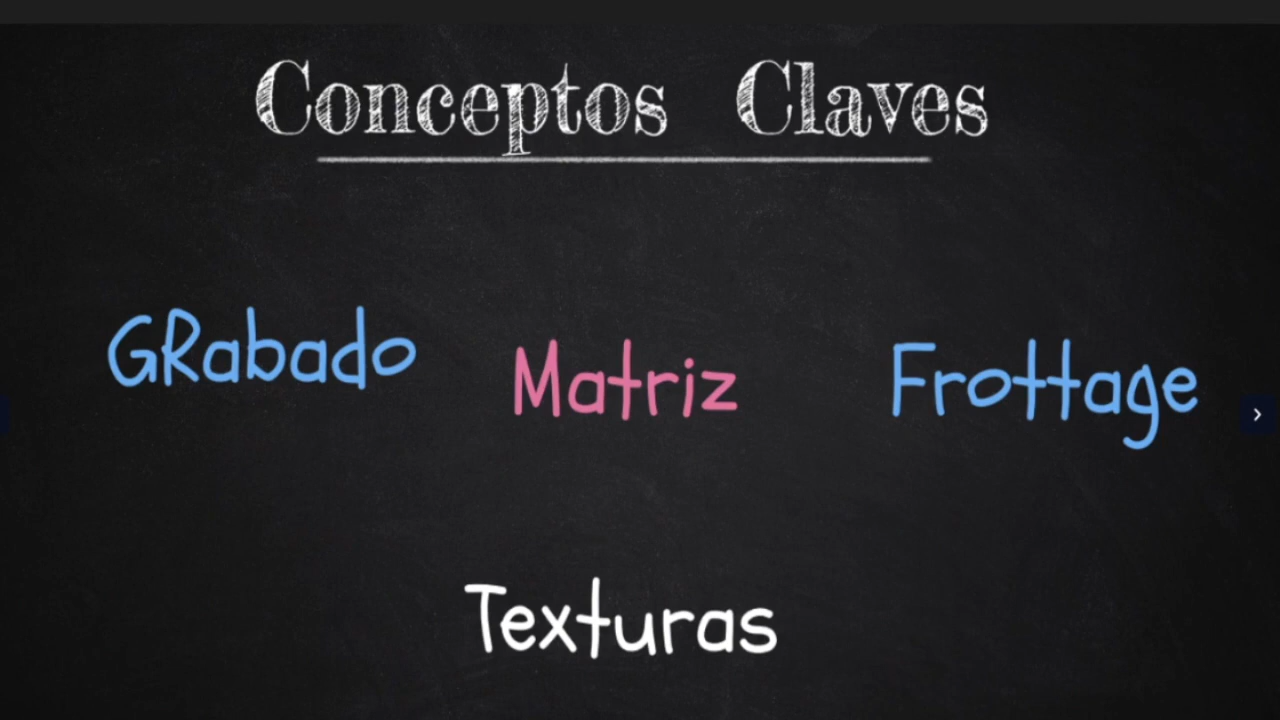 Conceptos Claves
GRabado
Matriz
Frottage
Texturas